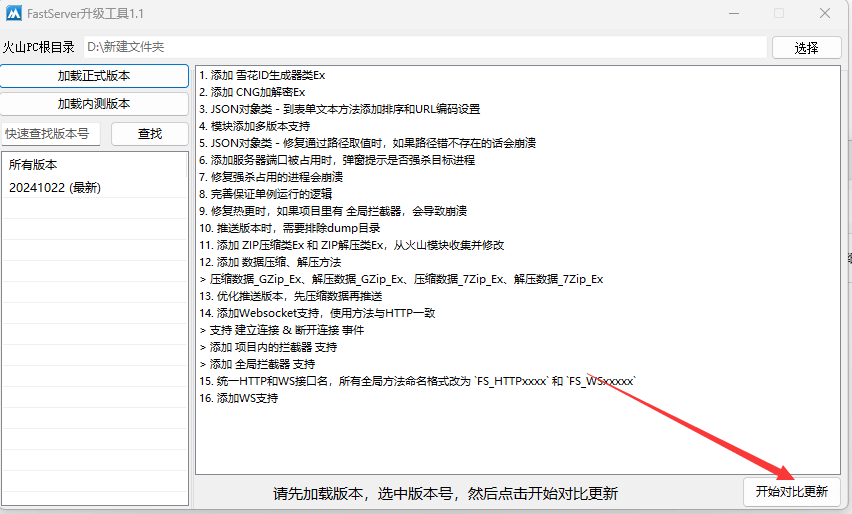 FastServer升级工具1.1
火山PC根目录
D:\新建文件夹
选择
加载正式版本
加载内测版本
快速查找版本号
查找
所有版本
20241022 (最新)
1. 添加 雪花ID生成器类Ex
2. 添加 CNG加解密Ex
3. JSON对象类 - 到表单文本方法添加排序和URL编码设置
4. 模块添加多版本支持
5. JSON对象类 - 修复通过路径取值时，如果路径错不存在的话会崩溃
6. 添加服务器端口被占用时，弹窗提示是否强杀目标进程
7. 修复强杀占用的进程会崩溃
8. 完善保证单例运行的逻辑
9. 修复热更时，如果项目里有 全局拦截器，会导致崩溃
10. 推送版本时，需要排除dump目录
11. 添加 ZIP压缩类Ex 和 ZIP解压类Ex，从火山模块收集并修改
12. 添加 数据压缩、解压方法
> 压缩数据_GZip_Ex、解压数据_GZip_Ex、压缩数据_7Zip_Ex、解压数据_7Zip_Ex
13. 优化推送版本，先压缩数据再推送
14. 添加Websocket支持，使用方法与HTTP一致
> 支持 建立连接 & 断开连接 事件
> 添加 项目内的拦截器 支持
> 添加 全局拦截器 支持
15. 统一HTTP和WS接口名，所有全局方法命名格式改为 `FS_HTTPxxxx` 和 `FS_WSxxxxx`
16. 添加WS支持
请先加载版本，选中版本号，然后点击开始对比更新
开始对比更新